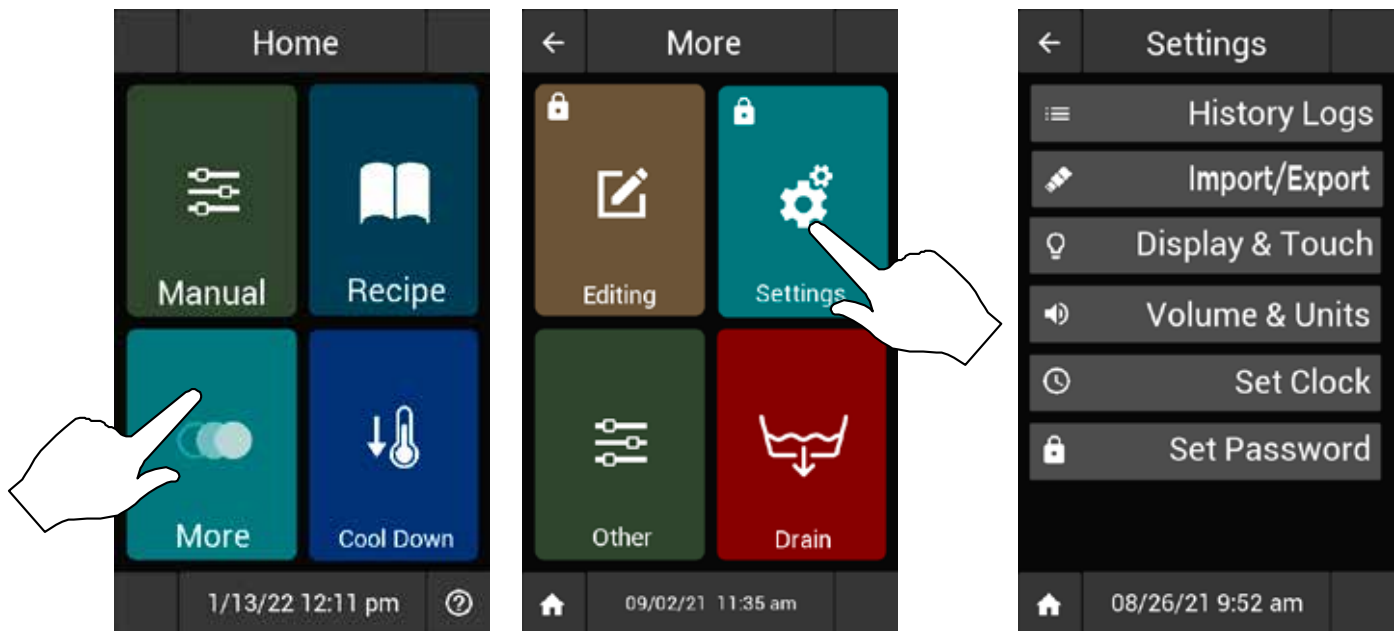 Home
Manual
Recipe
More
Cool Down
1/13/22 12:11 pm
More
Editing
Settings
Other
Drain
09/02/21 11:35 am
Settings
History Logs
Import/Export
Display & Touch
Volume & Units
Set Clock
Set Password
08/26/21 9:52 am